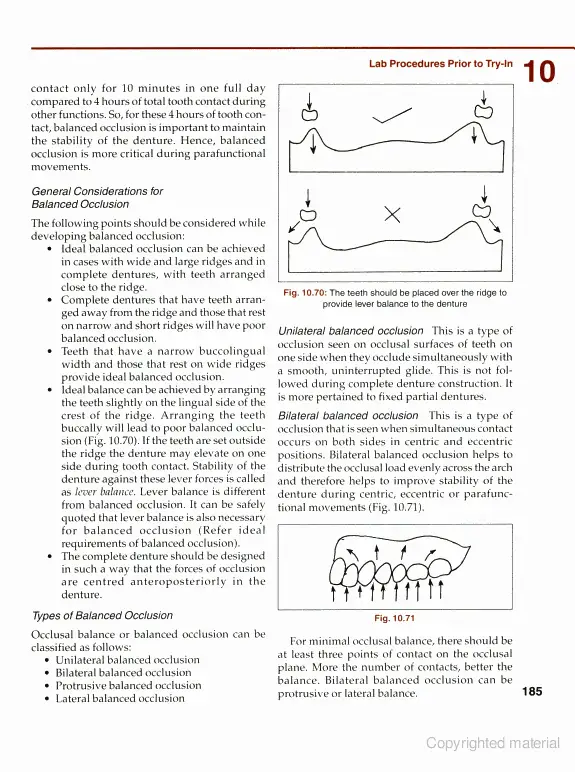 Lab Procedures Prior to Try-In
10
contact only for 10 minutes in one full day
compared to 4 hours of total tooth contact during
other functions. So, for these 4 hours of tooth con-
tact, balanced occlusion is important to maintain
the stability of the denture. Hence, balanced
occlusion is more critical during parafunctional
movements.
General Considerations for
Balanced Occlusion
The following points should be considered while
developing balanced occlusion:
• Ideal balanced occlusion can be achieved
in cases with wide and large ridges and in
complete dentures, with teeth arranged
close to the ridge.
• Complete dentures that have teeth arran-
ged away from the ridge and those that rest
on narrow and short ridges will have poor
balanced occlusion.
• Teeth that have a narrow buccolingual
width and those that rest on wide ridges
provide ideal balanced occlusion.
• Ideal balance can be achieved by arranging
the teeth slightly on the lingual side of the
crest of the ridge. Arranging the teeth
buccally will lead to poor balanced occlu-
sion (Fig. 10.70). If the teeth are set outside
the ridge the denture may elevate on one
side during tooth contact. Stability of the
denture against these lever forces is called
as lever balance. Lever balance is different
from balanced occlusion. It can be safely
quoted that lever balance is also necessary
for balanced occlusion (Refer ideal
requirements of balanced occlusion).
• The complete denture should be designed
in such a way that the forces of occlusion
are centred anteroposteriorly in the
denture.
Types of Balanced Occlusion
Occlusal balance or balanced occlusion can be
classified as follows:
• Unilateral balanced occlusion
• Bilateral balanced occlusion
• Protrusive balanced occlusion
• Lateral balanced occlusion
Fig. 10.70: The teeth should be placed over the ridge to
provide lever balance to the denture
Unilateral balanced occlusion This is a type of
occlusion seen on occlusal surfaces of teeth on
one side when they occlude simultaneously with
a smooth, uninterrupted glide. This is not fol-
lowed during complete denture construction. It
is more pertained to fixed partial dentures.
Bilateral balanced occlusion This is a type of
occlusion that is seen when simultaneous contact
occurs on both sides in centric and eccentric
positions. Bilateral balanced occlusion helps to
distribute the occlusal load evenly across the arch
and therefore helps to improve stability of the
denture during centric, eccentric or parafunc-
tional movements (Fig. 10.71).
Fig. 10.71
For minimal occlusal balance, there should be
at least three points of contact on the occlusal
plane. More the number of contacts, better the
balance. Bilateral balanced occlusion can be
protrusive or lateral balance.
185
Copyrighted material